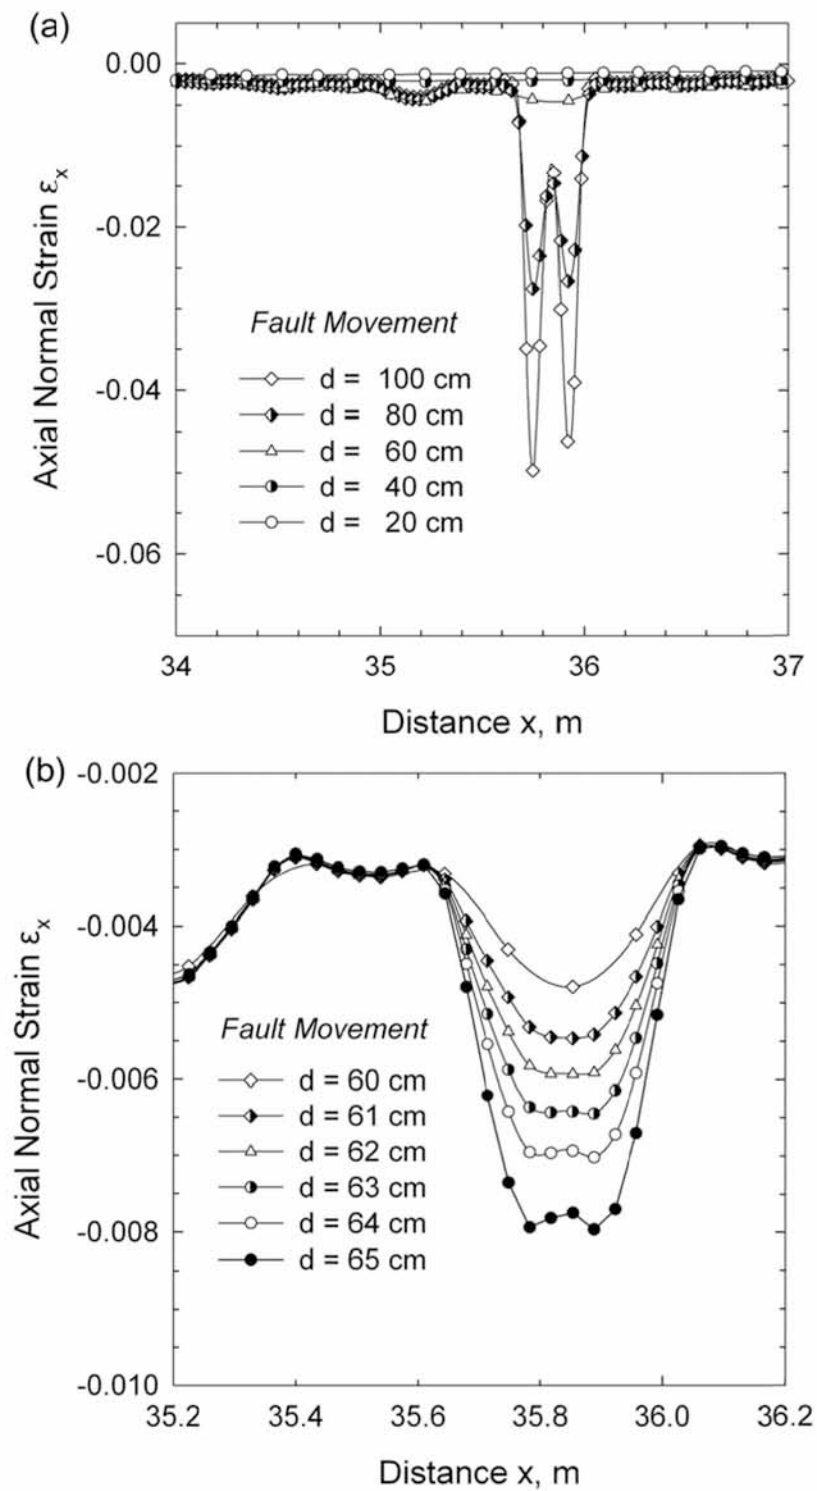 (a)
0.00
-0.02
-0.04
-0.06
Axial Normal Strain εx
Fault Movement
d = 100 cm
d = 80 cm
d = 60 cm
d = 40 cm
d = 20 cm
34 35 36 37
Distance x, m
(b)
-0.002
-0.004
-0.006
-0.008
-0.010
Axial Normal Strain εx
Fault Movement
d = 60 cm
d = 61 cm
d = 62 cm
d = 63 cm
d = 64 cm
d = 65 cm
35.2 35.4 35.6 35.8 36.0 36.2
Distance x, m